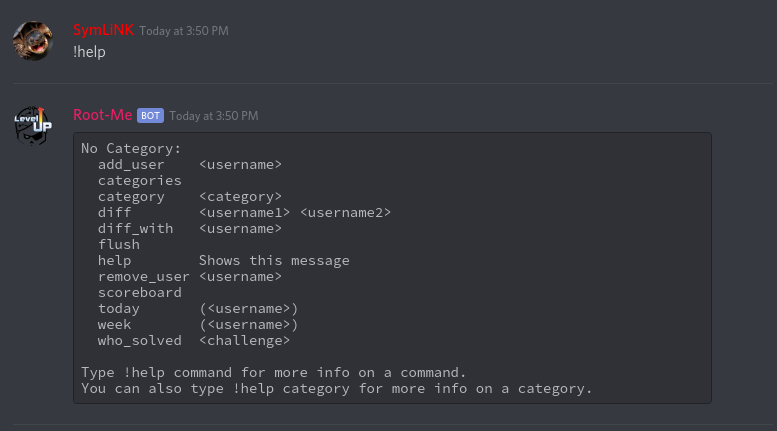 SymLiNK Today at 3:50 PM
!help
Root-Me BOT Today at 3:50 PM
Level UP
No Category:
  add_user    <username>
  categories
  category    <category>
  diff        <username1> <username2>
  diff_with   <username>
  flush
  help        Shows this message
  remove_user <username>
  scoreboard
  today       (<username>)
  week        (<username>)
  who_solved  <challenge>
Type !help command for more info on a command.
You can also type !help category for more info on a category.